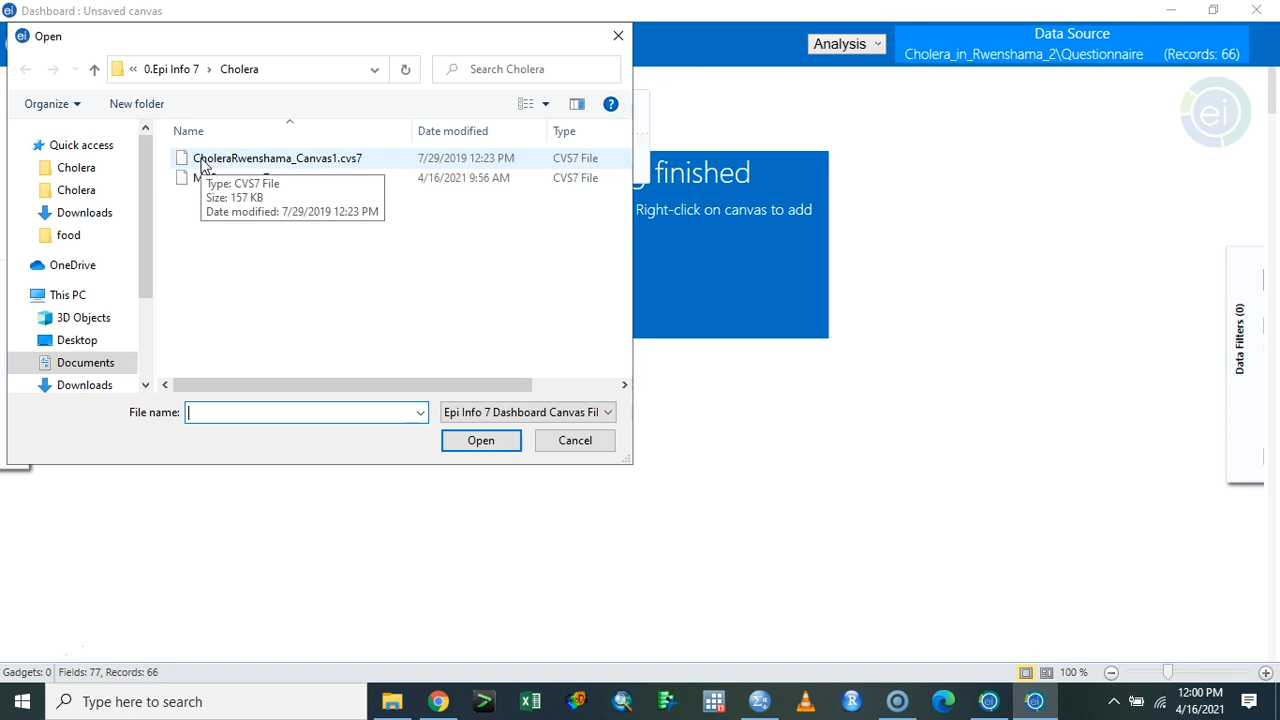 Dashboard : Unsaved canvas
Open
Analysis
Data Source
Cholera_in_Rwenshama_2\Questionnaire (Records: 66)
0.Epi Info 7
Cholera
Search Cholera
Organize
New folder
Name
Date modified
Type
CholeraRwenshama_Canvas1.cvs7
7/29/2019 12:23 PM
CVS7 File
4/16/2021 9:56 AM
CVS7 File
Type: CVS7 File
Size: 157 KB
Date modified: 7/29/2019 12:23 PM
finished
Right-click on canvas to add
Quick access
Cholera
Cholera
Downloads
food
OneDrive
This PC
3D Objects
Desktop
Documents
Downloads
Data Filters (0)
File name:
Epi Info 7 Dashboard Canvas Fil
Open
Cancel
Gadgets: 0
Fields: 77, Records: 66
100 %
Type here to search
12:00 PM
4/16/2021